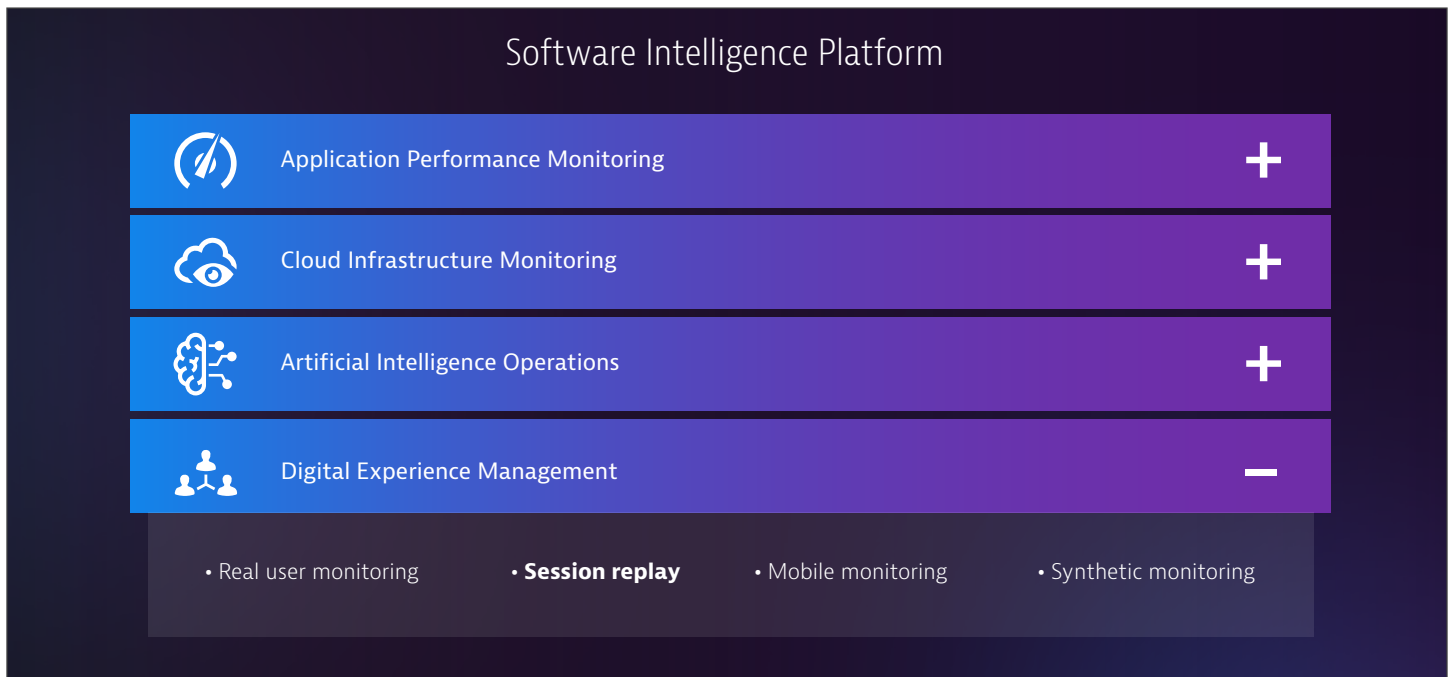 Software Intelligence Platform
Application Performance Monitoring
Cloud Infrastructure Monitoring
Artificial Intelligence Operations
Digital Experience Management
• Real user monitoring • Session replay • Mobile monitoring • Synthetic monitoring